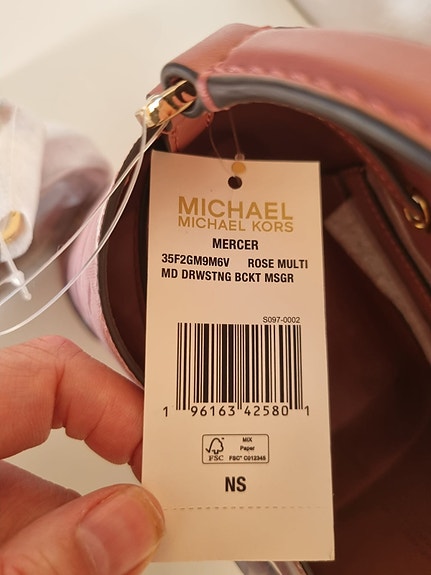 MICHAEL
MICHAEL KORS
MERCER
35F2GM9M6V ROSE MULTI
MD DRWSTNG BCKT MSGR
S097-0002
1 96163 42580 1
FSC
MIX
Paper
FSC® C012345
NS